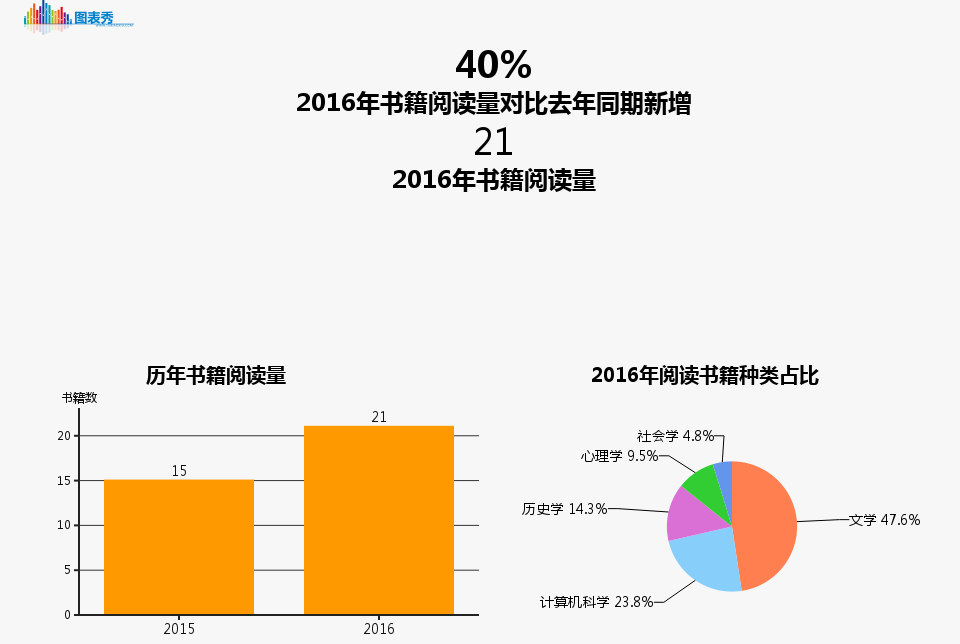 图表秀
40%
2016年书籍阅读量对比去年同期新增
21
2016年书籍阅读量
历年书籍阅读量
书籍数
20
15
10
5
0
15
21
2015
2016
2016年阅读书籍种类占比
社会学 4.8%
心理学 9.5%
历史学 14.3%
文学 47.6%
计算机科学 23.8%